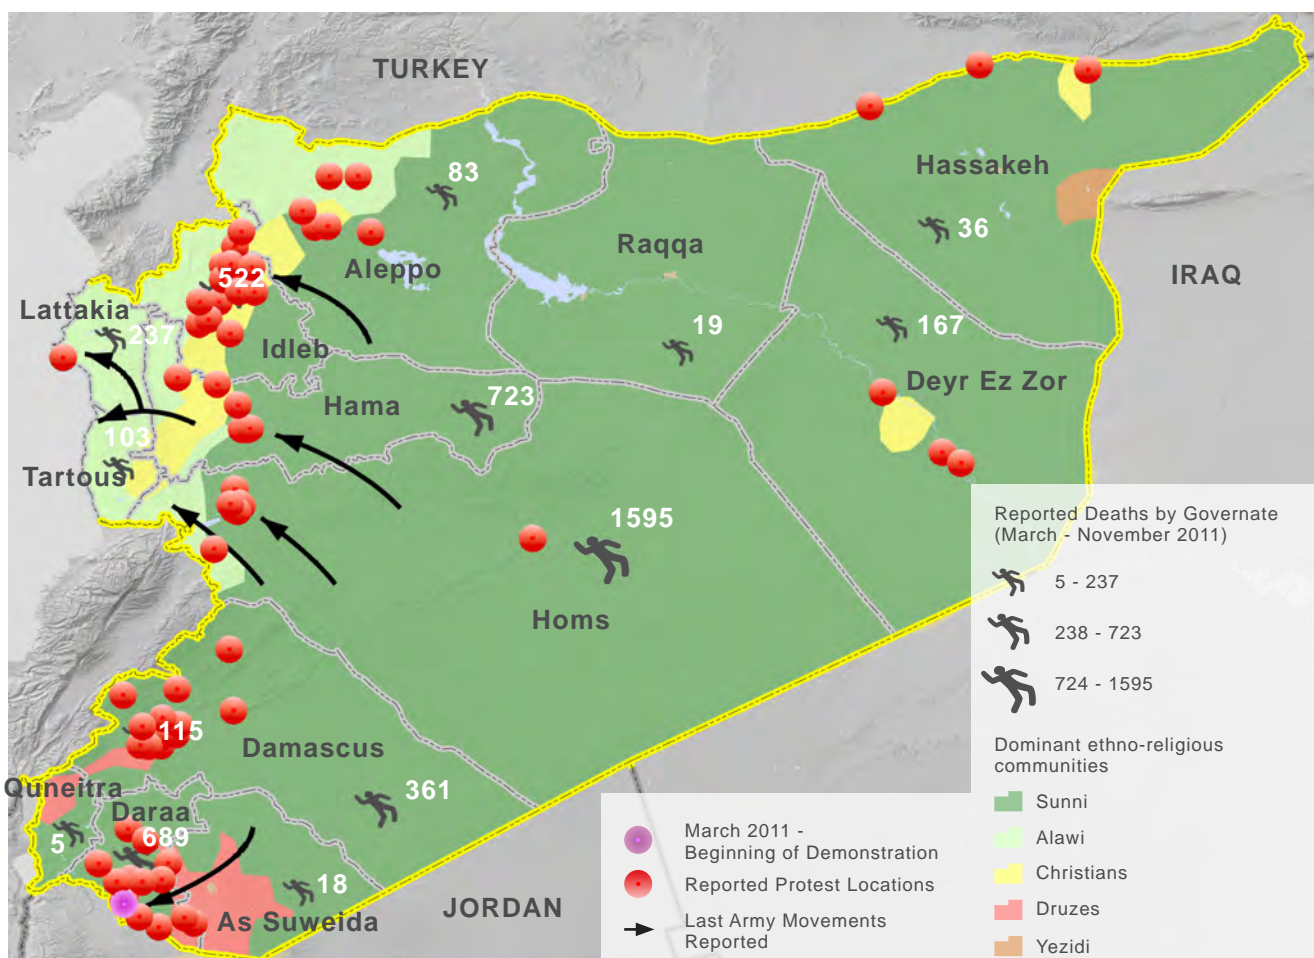 TURKEY
83
Hassakeh
36
Raqqa
Aleppo
IRAQ
522
Lattakia
237
19
167
Idleb
Deyr Ez Zor
Hama
723
103
Tartous
1595
Homs
115
Damascus
Quneitra
361
Daraa
5
689
18
As Suweida
JORDAN
Reported Deaths by Governate
(March - November 2011)
5 - 237
238 - 723
724 - 1595
Dominant ethno-religious
communities
Sunni
Alawi
Christians
Druzes
Yezidi
March 2011 -
Beginning of Demonstration
Reported Protest Locations
Last Army Movements
Reported